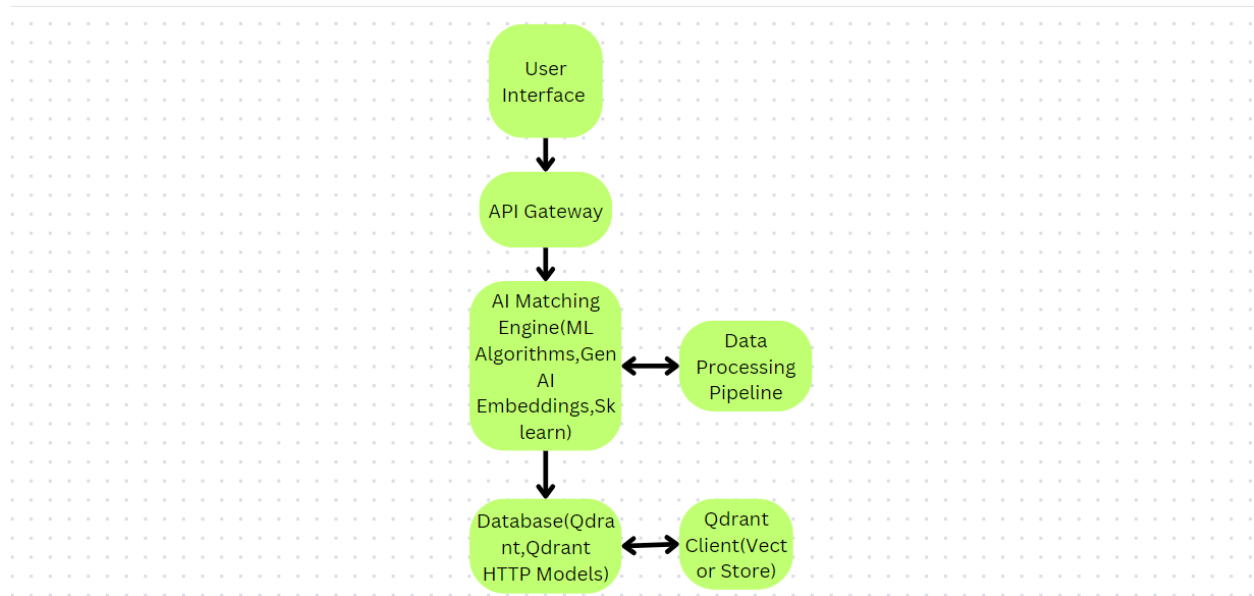 User
Interface
API Gateway
AI Matching
Engine(ML
Algorithms,Gen
AI
Embeddings,Sk
learn)
Data
Processing
Pipeline
Database(Qdra
nt,Qdrant
HTTP Models)
Qdrant
Client(Vect
or Store)